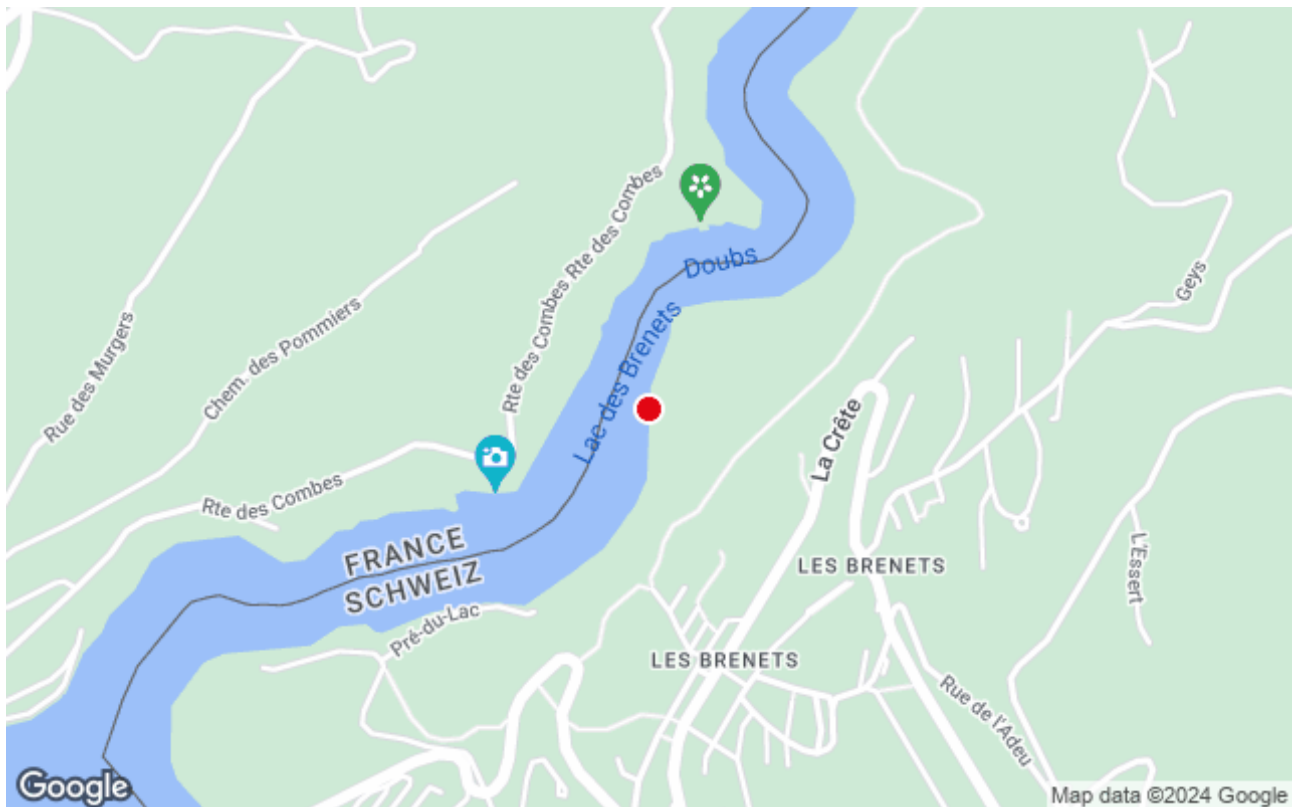 Rte des Combes
Doubs
Geys
Rte des Combes
Lac des Brenets
Rue des Murgers
Chem. des Pommiers
La Crête
Rte des Combes
FRANCE
SCHWEIZ
LES BRENETS
L'Essert
Pré-du-Lac
LES BRENETS
Rue de l'Adeu
Google
Map data ©2024 Google